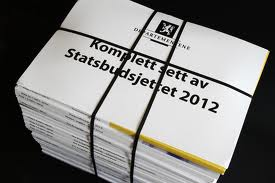 DEPARTEMENTENE
Komplett sett av
Statsbudsjettet 2012